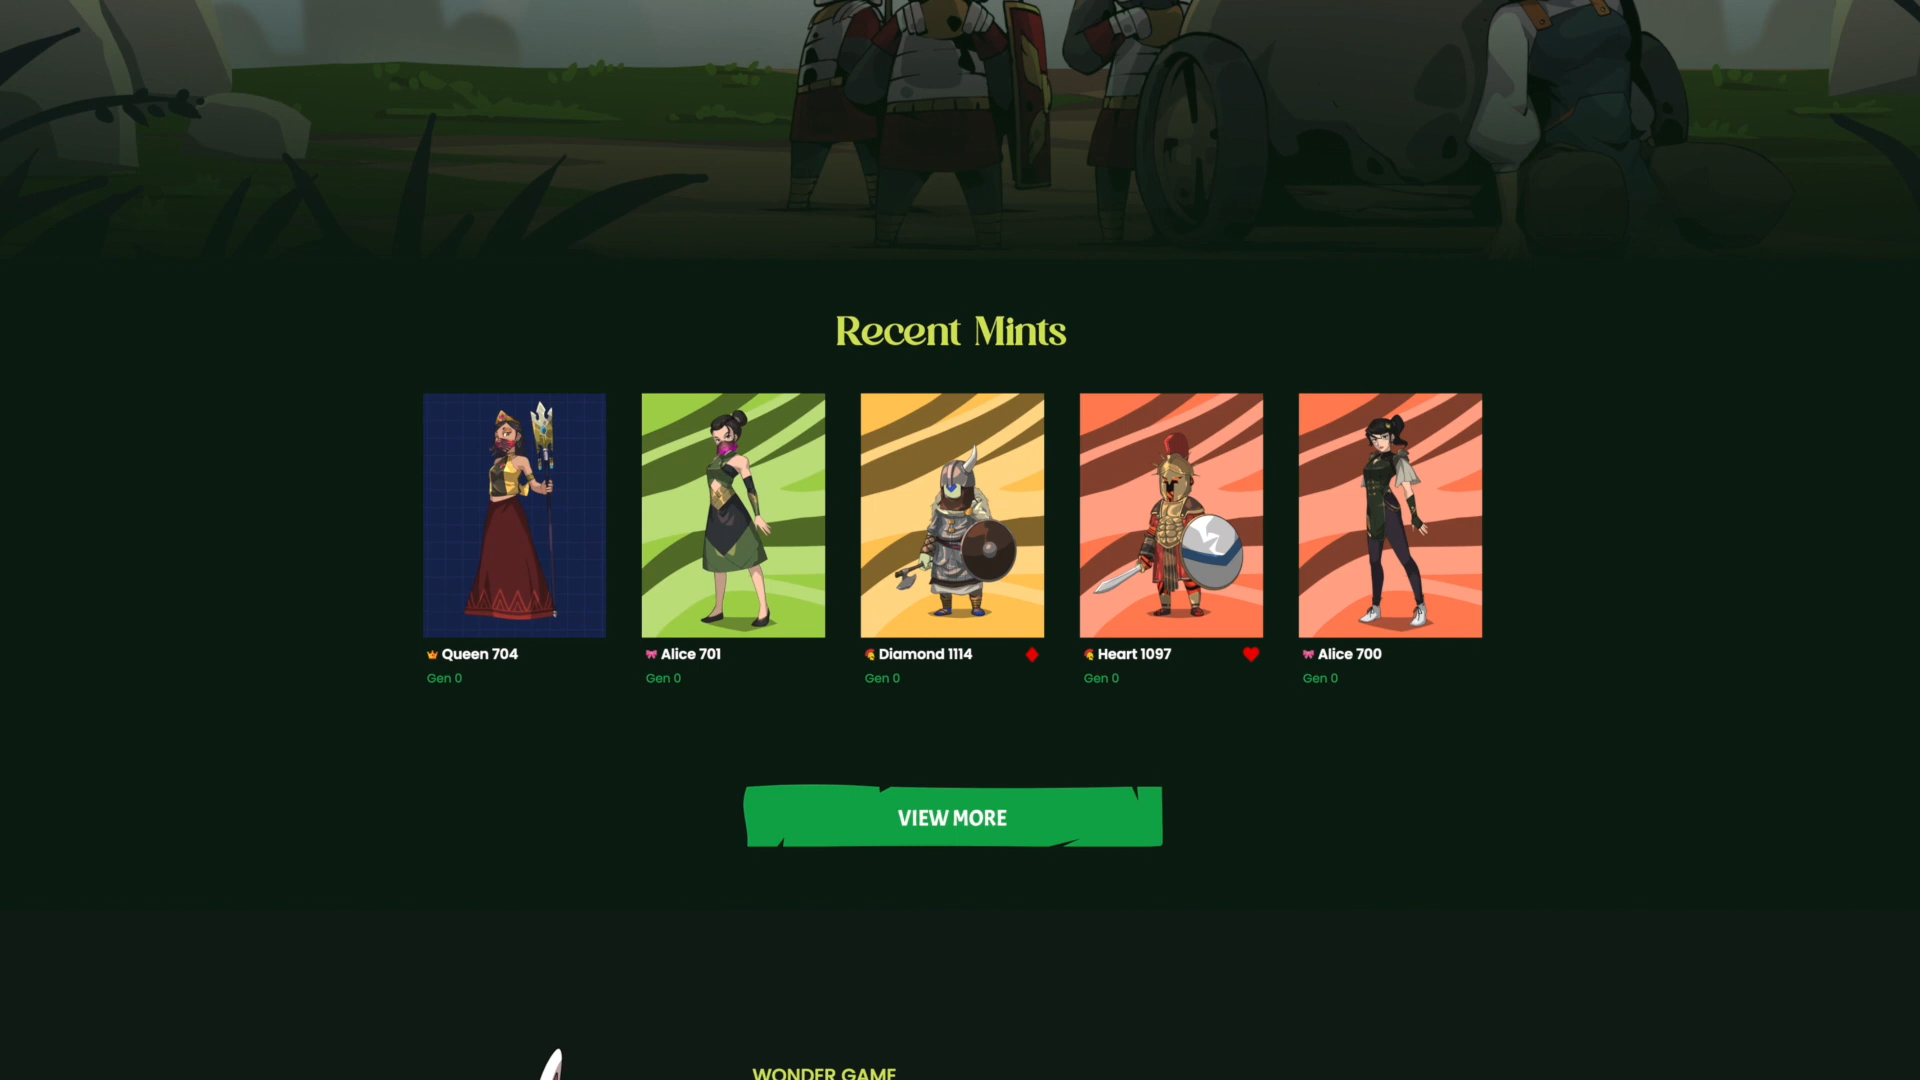 Recent Mints
Queen 704
Gen 0
Alice 701
Gen 0
Diamond 1114
Gen 0
Heart 1097
Gen 0
Alice 700
Gen 0
VIEW MORE
WONDER GAME